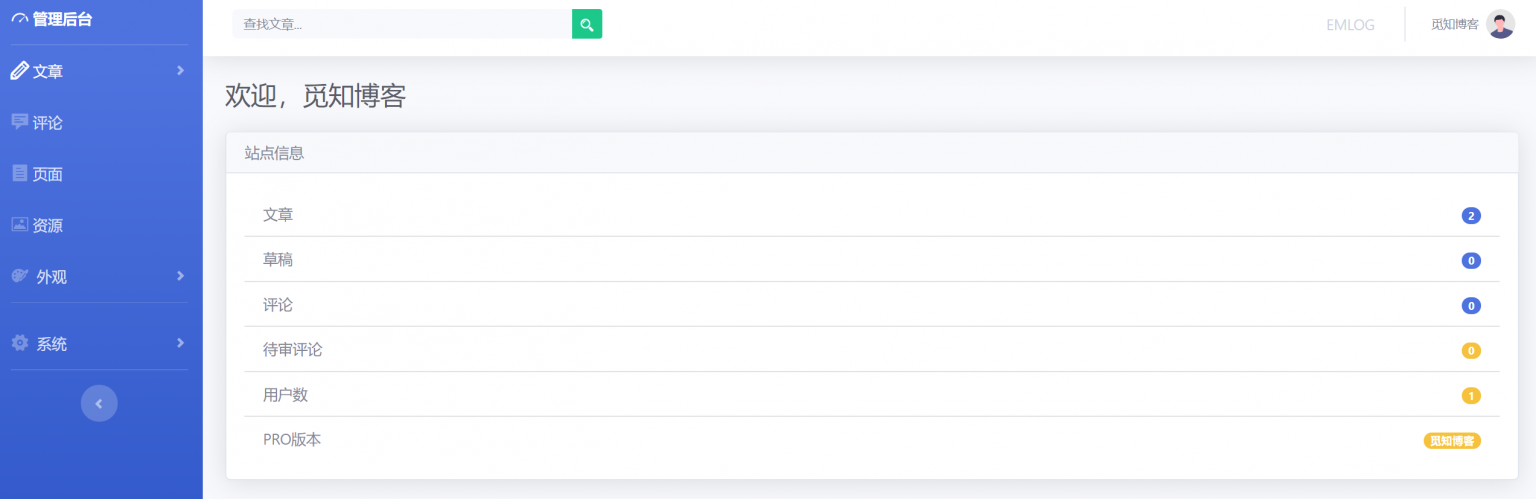 管理后台
文章
评论
页面
资源
外观
系统
查找文章...
EMLOG
觅知博客
欢迎，觅知博客
站点信息
文章 2
草稿 0
评论 0
待审评论 0
用户数 1
PRO版本 觅知博客